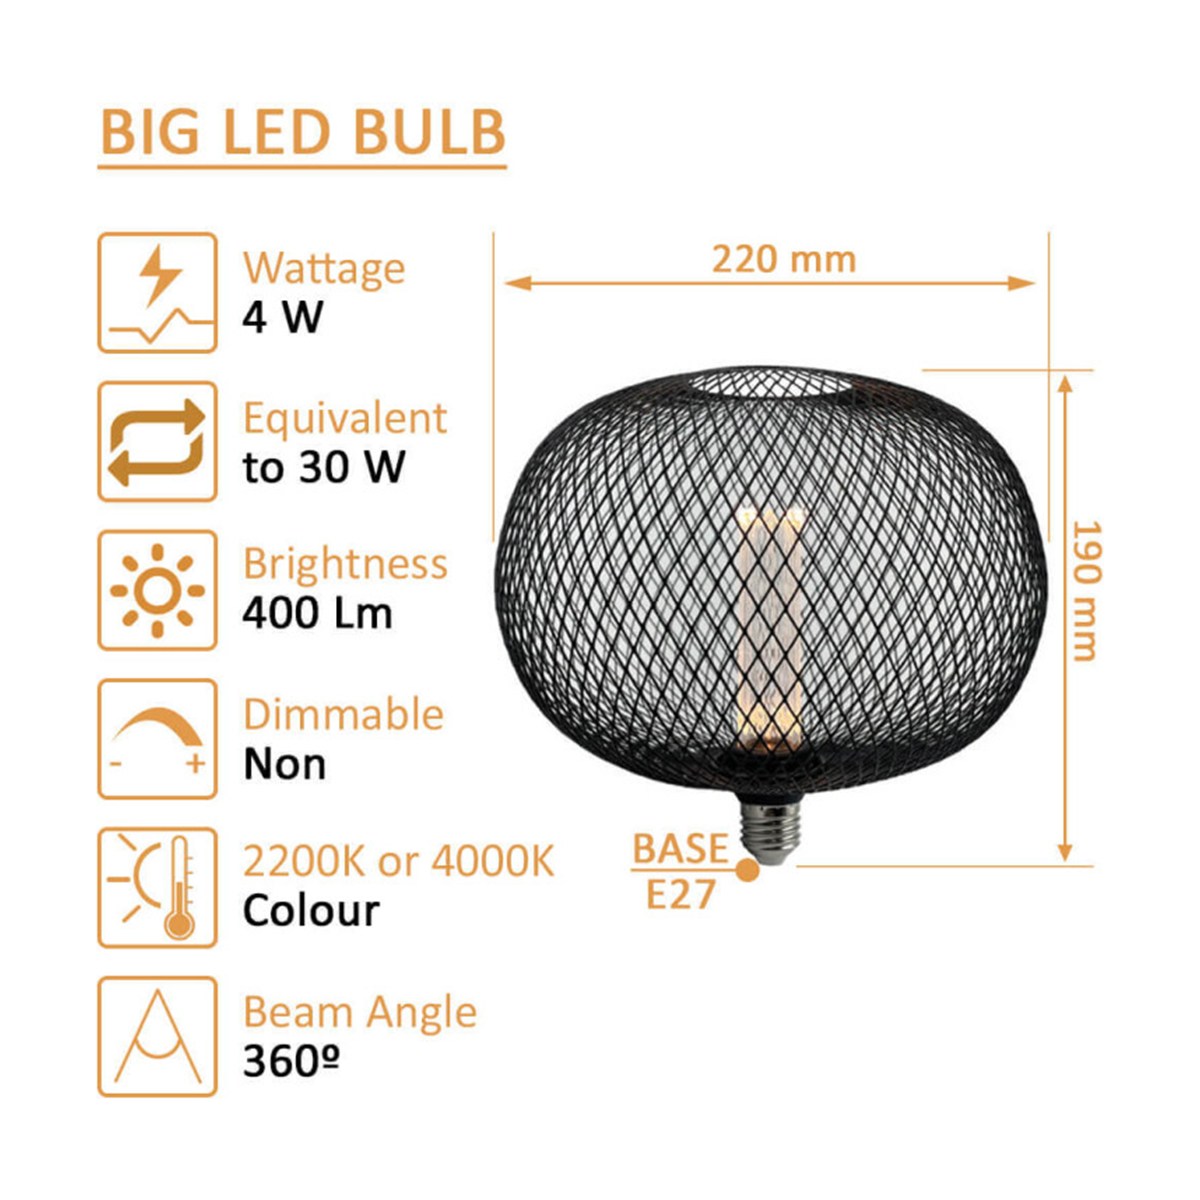 BIG LED BULB
Wattage
4 W
Equivalent
to 30 W
Brightness
400 Lm
Dimmable
- +
Non
2200K or 4000K
Colour
Beam Angle
360º
220 mm
190 mm
BASE
E27